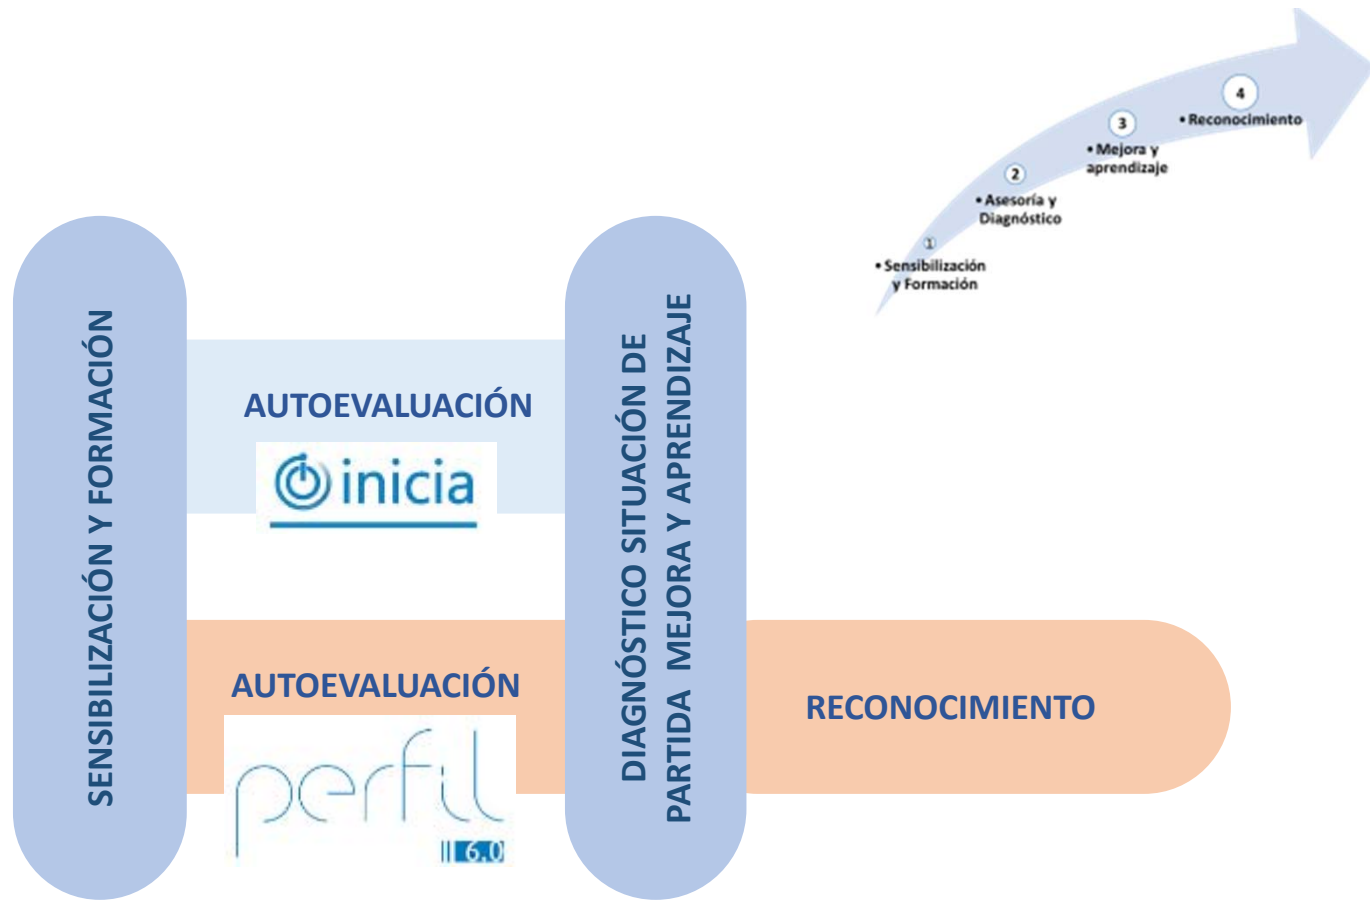 4
• Reconocimiento
3
• Mejora y
aprendizaje
2
• Asesoría y
Diagnóstico
1
• Sensibilización
y Formación
SENSIBILIZACIÓN Y FORMACIÓN
AUTOEVALUACIÓN
inicia
AUTOEVALUACIÓN
perfil
6.0
DIAGNÓSTICO SITUACIÓN DE
PARTIDA MEJORA Y APRENDIZAJE
RECONOCIMIENTO